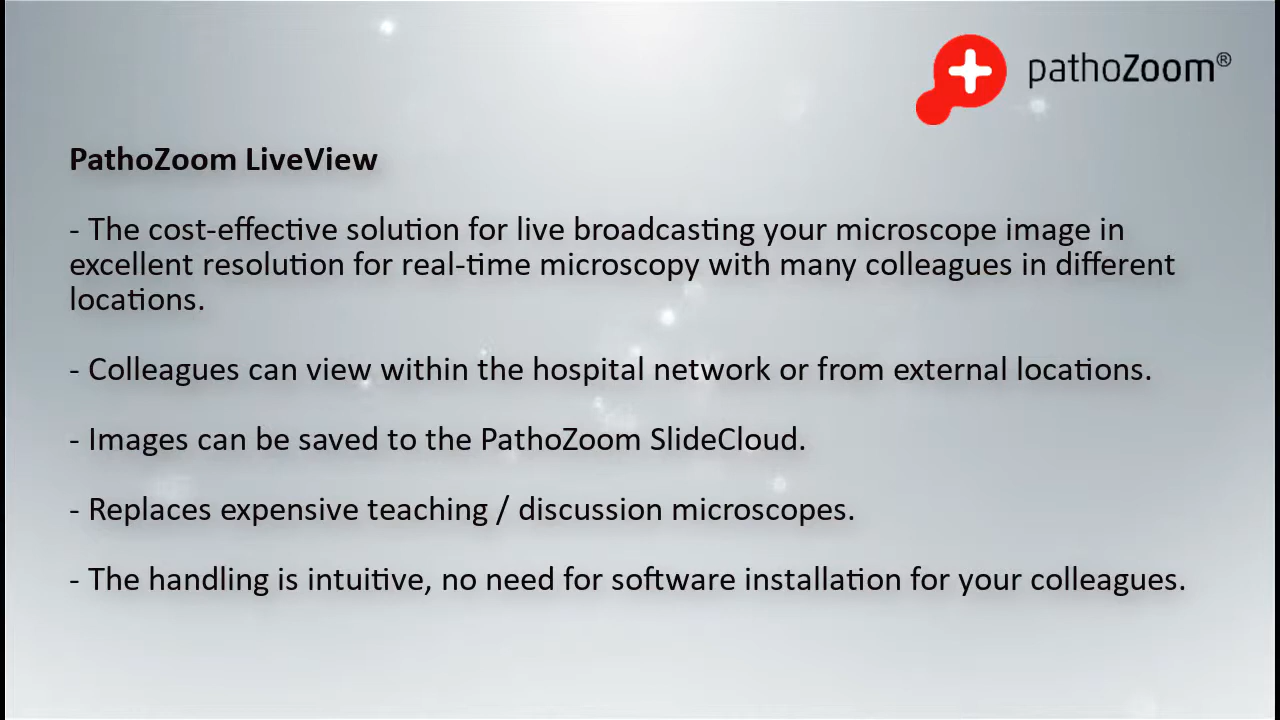 pathoZoom®
PathoZoom LiveView
- The cost-effective solution for live broadcasting your microscope image in
excellent resolution for real-time microscopy with many colleagues in different
locations.
- Colleagues can view within the hospital network or from external locations.
- Images can be saved to the PathoZoom SlideCloud.
- Replaces expensive teaching / discussion microscopes.
- The handling is intuitive, no need for software installation for your colleagues.